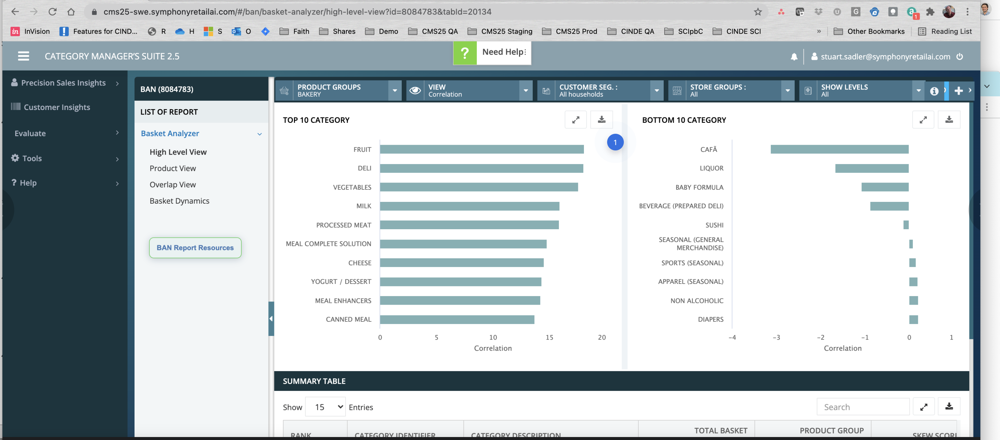 cms25-swe.symphonyretailai.com/#/ban/basket-analyzer/high-level-view?id=8084783&tabId=20134
InVision
Features for CIND...
R
H
S
O
Faith
Shares
Demo
CMS25 QA
CMS25 Staging
CMS25 Prod
CINDE QA
SCIpbC
CINDE SCI
»
Other Bookmarks
Reading List
CATEGORY MANAGER'S SUITE 2.5
? Need Help
stuart.sadler@symphonyretailai.com
Precision Sales Insights
Customer Insights
Evaluate
Tools
? Help
BAN (8084783)
LIST OF REPORT
Basket Analyzer
High Level View
Product View
Overlap View
Basket Dynamics
BAN Report Resources
PRODUCT GROUPS
BAKERY
VIEW
Correlation
CUSTOMER SEG. :
All households
STORE GROUPS :
All
SHOW LEVELS
All
TOP 10 CATEGORY
1
FRUIT
DELI
VEGETABLES
MILK
PROCESSED MEAT
MEAL COMPLETE SOLUTION
CHEESE
YOGURT / DESSERT
MEAL ENHANCERS
CANNED MEAL
0 5 10 15 20
Correlation
BOTTOM 10 CATEGORY
CAFÃ
LIQUOR
BABY FORMULA
BEVERAGE (PREPARED DELI)
SUSHI
SEASONAL (GENERAL
MERCHANDISE)
SPORTS (SEASONAL)
APPAREL (SEASONAL)
NON ALCOHOLIC
DIAPERS
−4 −3 −2 −1 0 1
Correlation
SUMMARY TABLE
Show 15 Entries
Search
RANK
CATEGORY IDENTIFIER
CATEGORY DESCRIPTION
TOTAL BASKET
PRODUCT GROUP
SKEW SCORE